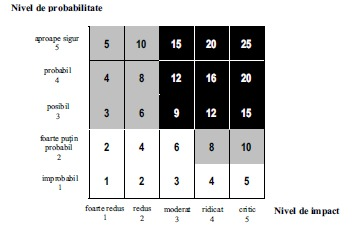 Nivel de probabilitate
aproape sigur
5
5 10 15 20 25
probabil
4
4 8 12 16 20
posibil
3
3 6 9 12 15
foarte puțin
probabil
2
2 4 6 8 10
improbabil
1
1 2 3 4 5
foarte redus redus moderat ridicat critic
1 2 3 4 5
Nivel de impact